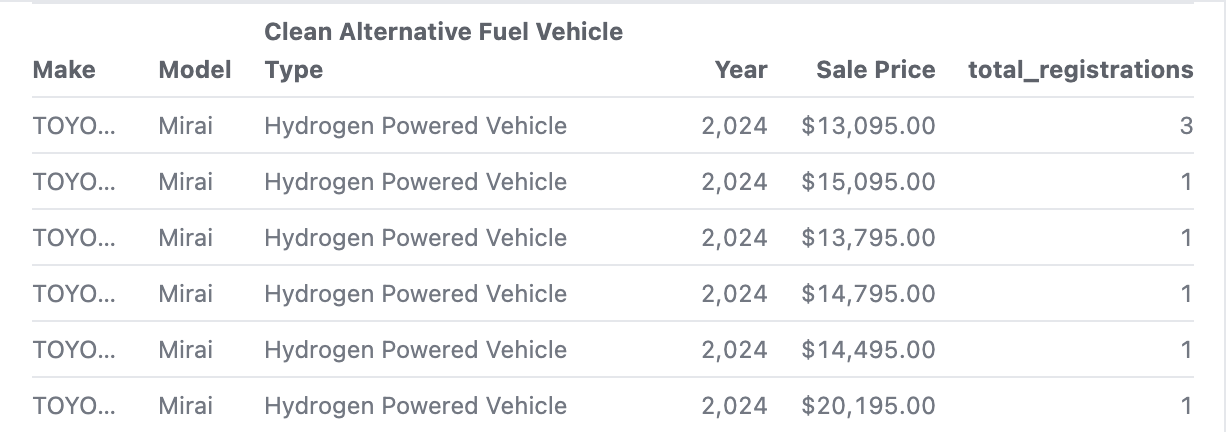 Clean Alternative Fuel Vehicle
Make Model Type Year Sale Price total_registrations
TOYO... Mirai Hydrogen Powered Vehicle 2,024 $13,095.00 3
TOYO... Mirai Hydrogen Powered Vehicle 2,024 $15,095.00 1
TOYO... Mirai Hydrogen Powered Vehicle 2,024 $13,795.00 1
TOYO... Mirai Hydrogen Powered Vehicle 2,024 $14,795.00 1
TOYO... Mirai Hydrogen Powered Vehicle 2,024 $14,495.00 1
TOYO... Mirai Hydrogen Powered Vehicle 2,024 $20,195.00 1